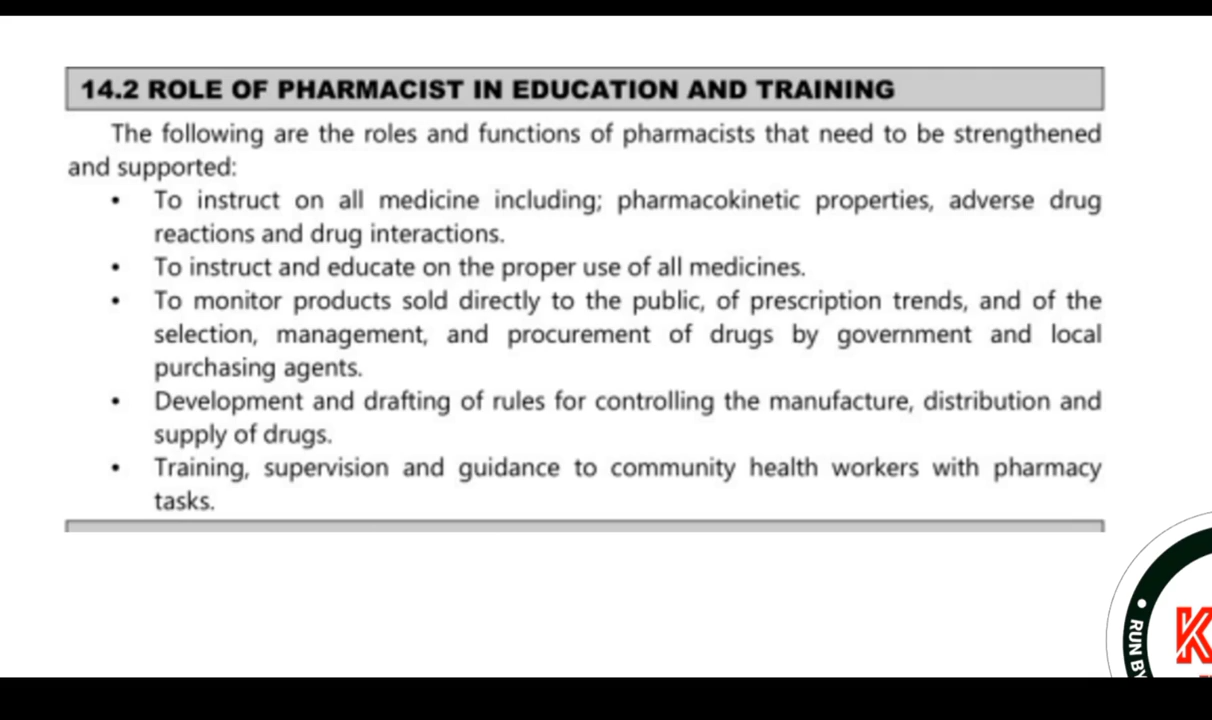 14.2 ROLE OF PHARMACIST IN EDUCATION AND TRAINING
The following are the roles and functions of pharmacists that need to be strengthened
and supported:
• To instruct on all medicine including; pharmacokinetic properties, adverse drug
reactions and drug interactions.
• To instruct and educate on the proper use of all medicines.
• To monitor products sold directly to the public, of prescription trends, and of the
selection, management, and procurement of drugs by government and local
purchasing agents.
• Development and drafting of rules for controlling the manufacture, distribution and
supply of drugs.
• Training, supervision and guidance to community health workers with pharmacy
tasks.
• RUN BY
K